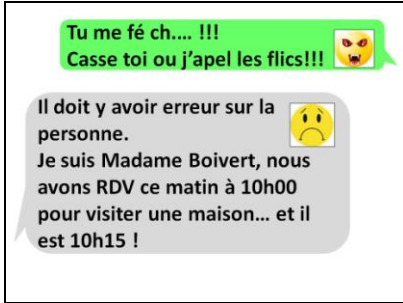 Tu me fé ch.... !!!
Casse toi ou j'apel les flics!!!
Il doit y avoir erreur sur la
personne.
Je suis Madame Boivert, nous
avons RDV ce matin à 10h00
pour visiter une maison... et il
est 10h15 !